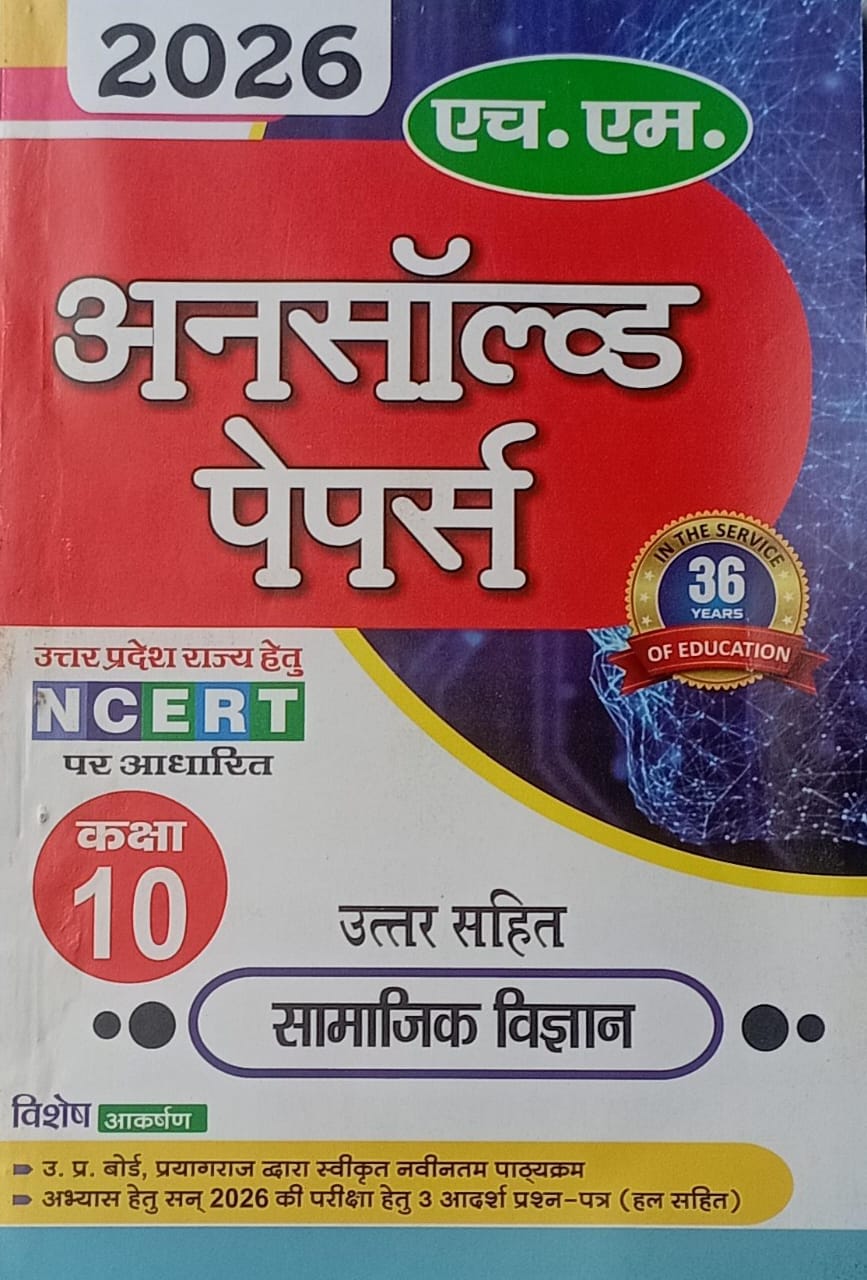 2026
एच. एम.
अनसॉल्व्ड
पेपर्स
IN THE SERVICE
36
YEARS
OF EDUCATION
उत्तर प्रदेश राज्य हेतु
NCERT
पर आधारित
कक्षा
10
उत्तर सहित
सामाजिक विज्ञान
विशेष आकर्षण
उ. प्र. बोर्ड, प्रयागराज द्वारा स्वीकृत नवीनतम पाठ्यक्रम
अभ्यास हेतु सन् 2026 की परीक्षा हेतु 3 आदर्श प्रश्न-पत्र (हल सहित)